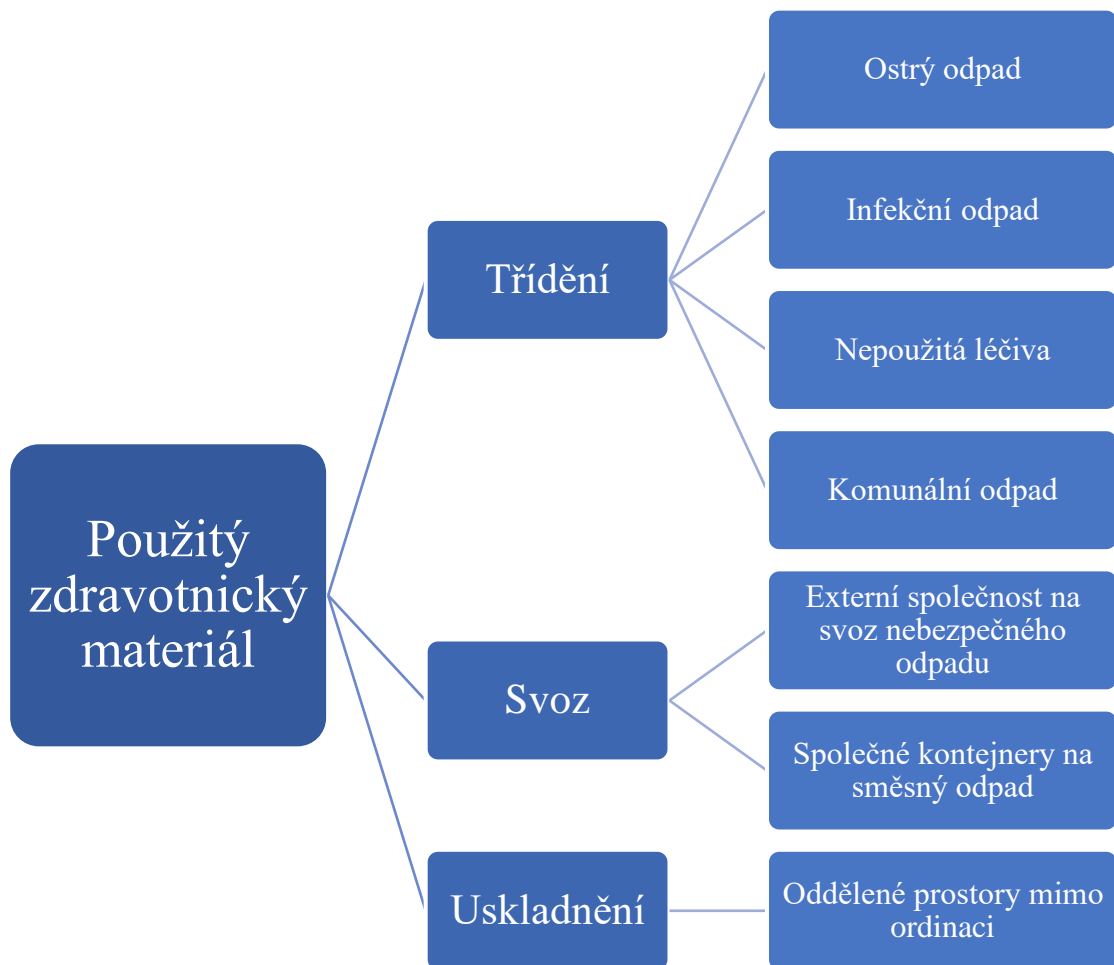 Použitý
zdravotnický
materiál
Třídění
Ostrý odpad
Infekční odpad
Nepoužitá léčiva
Komunální odpad
Svoz
Externí společnost na
svoz nebezpečného
odpadu
Společné kontejnery na
směsný odpad
Uskladnění
Oddělené prostory mimo
ordinaci